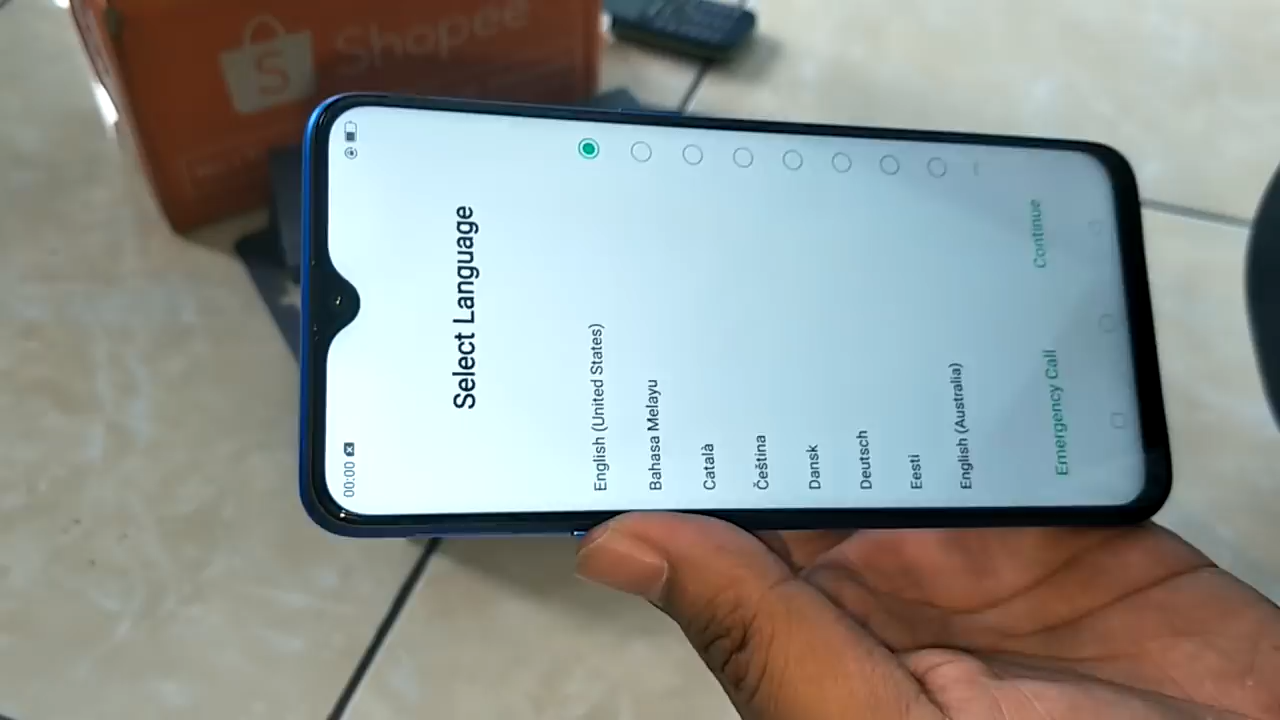 S Shopee
00:00
Select Language
English (United States)
Bahasa Melayu
Català
Čeština
Dansk
Deutsch
Eesti
English (Australia)
Emergency Call Continue